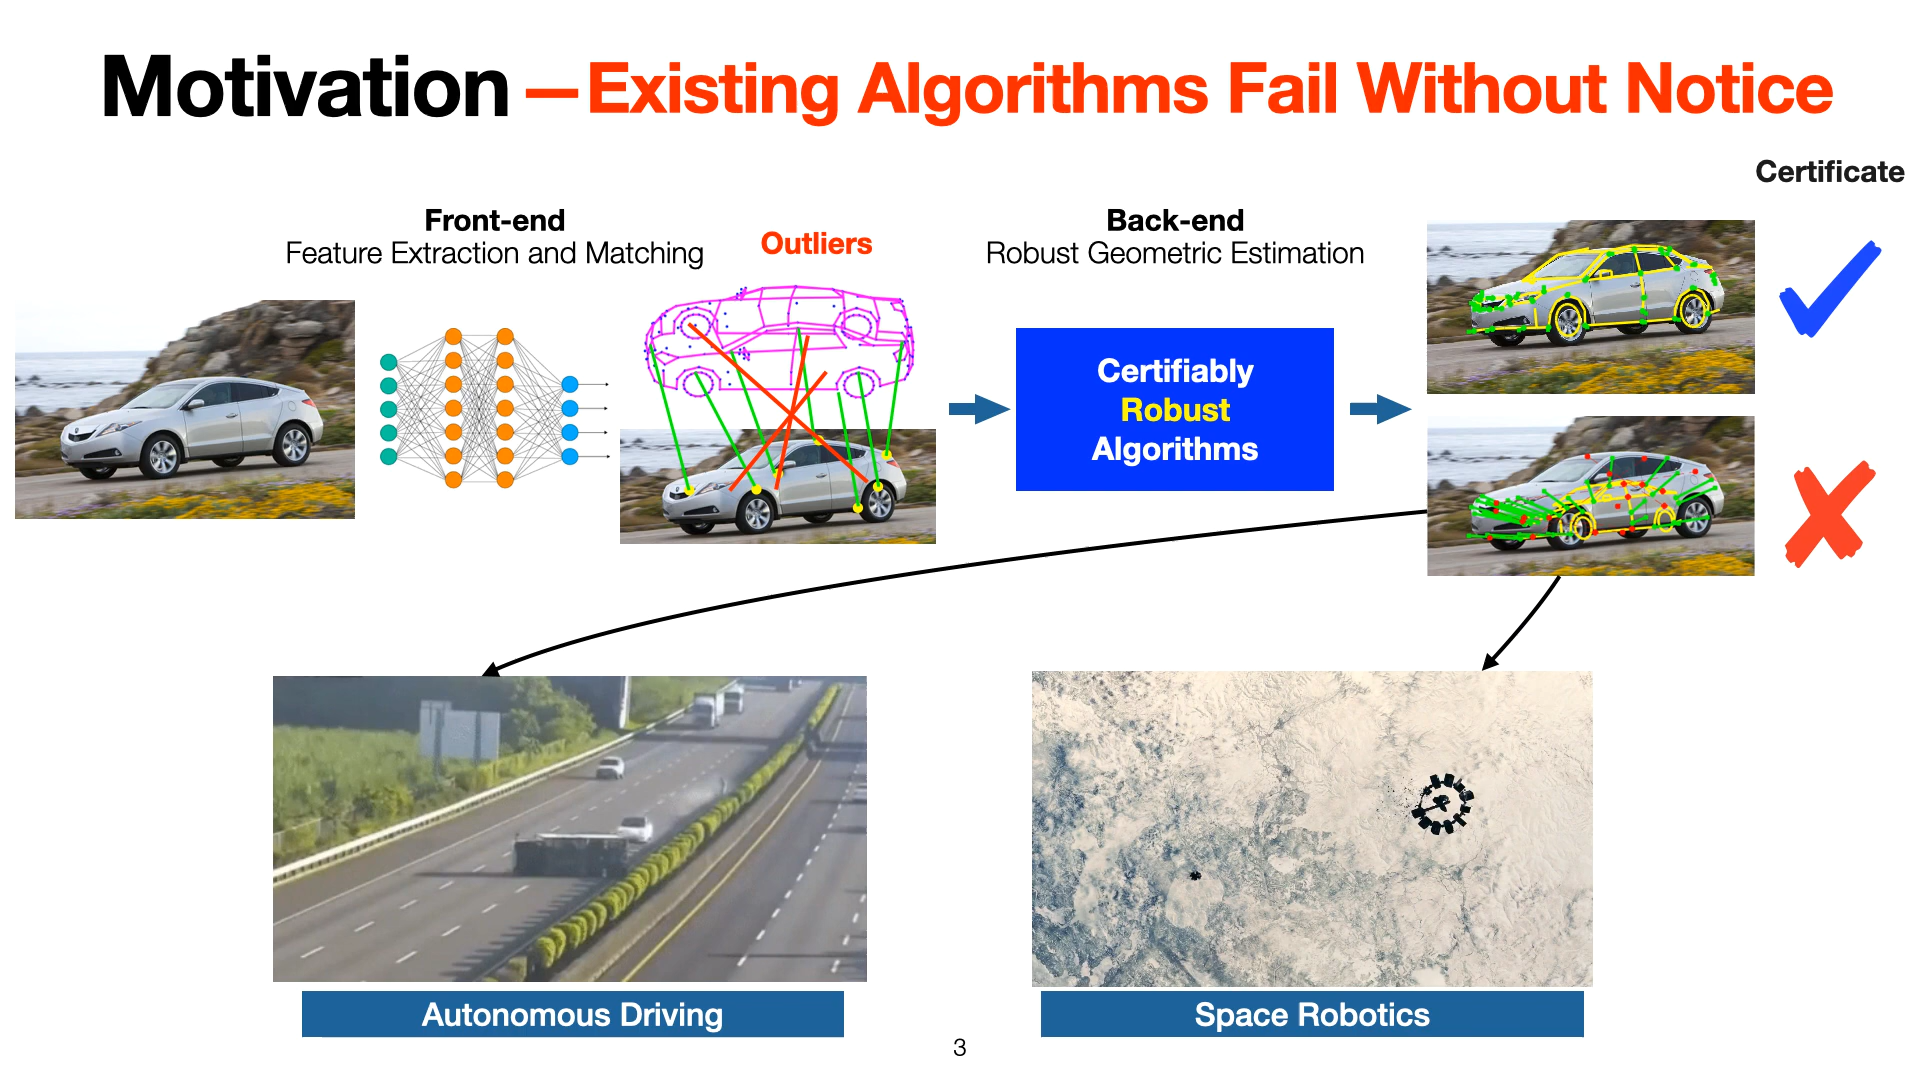 Motivation —Existing Algorithms Fail Without Notice
Certificate
Front-end
Feature Extraction and Matching
Outliers
Back-end
Robust Geometric Estimation
Certifiably
Robust
Algorithms
Autonomous Driving
Space Robotics
3